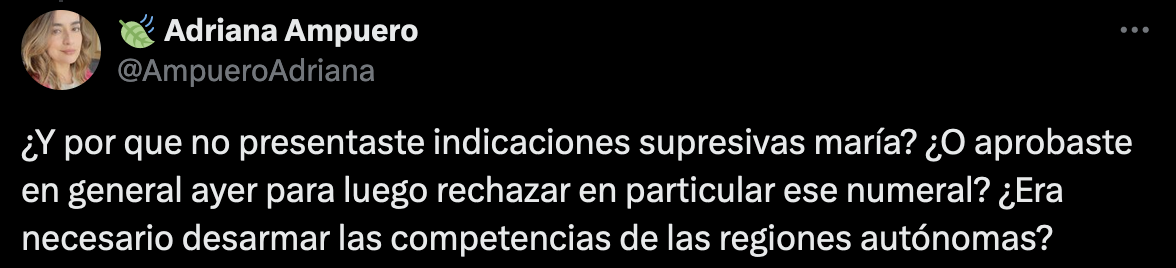 Adriana Ampuero
@AmpueroAdriana
¿Y por que no presentaste indicaciones supresivas maría? ¿O aprobaste
en general ayer para luego rechazar en particular ese numeral? ¿Era
necesario desarmar las competencias de las regiones autónomas?